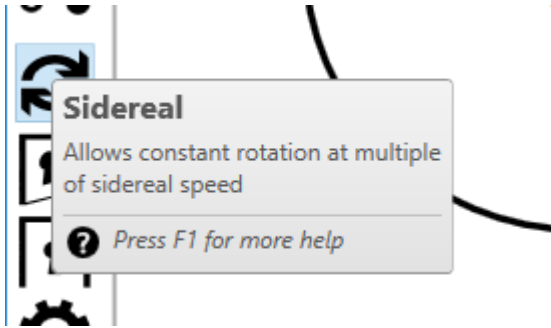 Sidereal
Allows constant rotation at multiple
of sidereal speed
Press F1 for more help